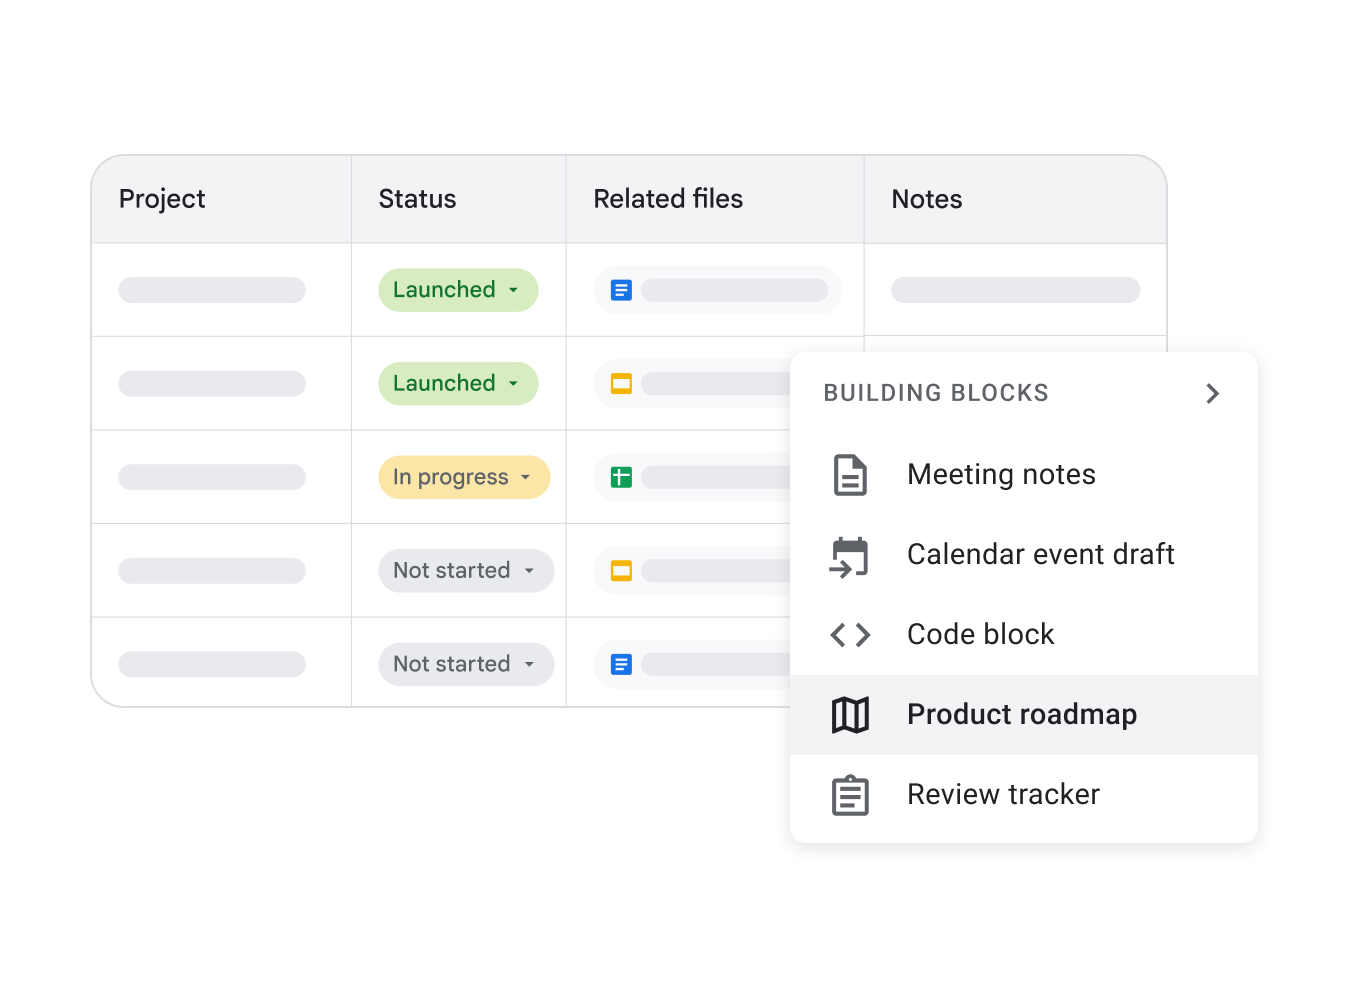 Project Status Related files Notes
Launched
Launched
In progress
Not started
Not started
BUILDING BLOCKS
Meeting notes
Calendar event draft
Code block
Product roadmap
Review tracker